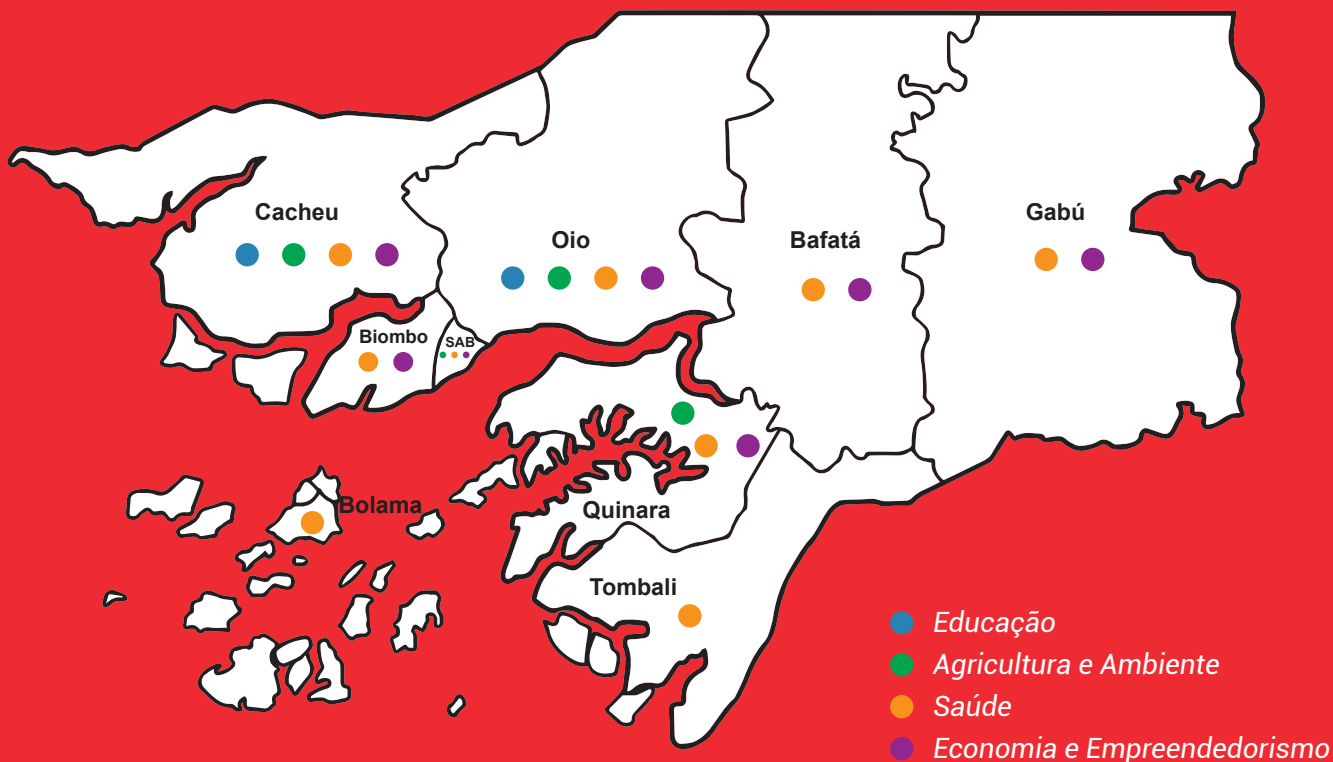 Cacheu
Oio
Bafatá
Gabú
Biombo
SAB
Bolama
Quinara
Tombali
Educação
Agricultura e Ambiente
Saúde
Economia e Empreendedorismo